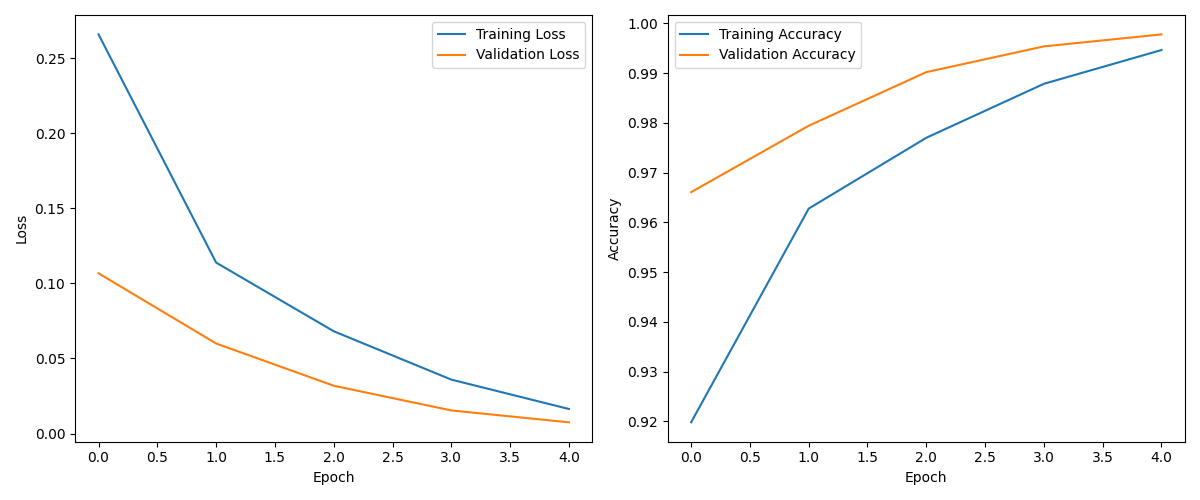 Training Loss
Validation Loss
0.25
0.20
0.15
0.10
0.05
0.00
Loss
0.0 0.5 1.0 1.5 2.0 2.5 3.0 3.5 4.0
Epoch
Training Accuracy
Validation Accuracy
1.00
0.99
0.98
0.97
0.96
0.95
0.94
0.93
0.92
Accuracy
0.0 0.5 1.0 1.5 2.0 2.5 3.0 3.5 4.0
Epoch